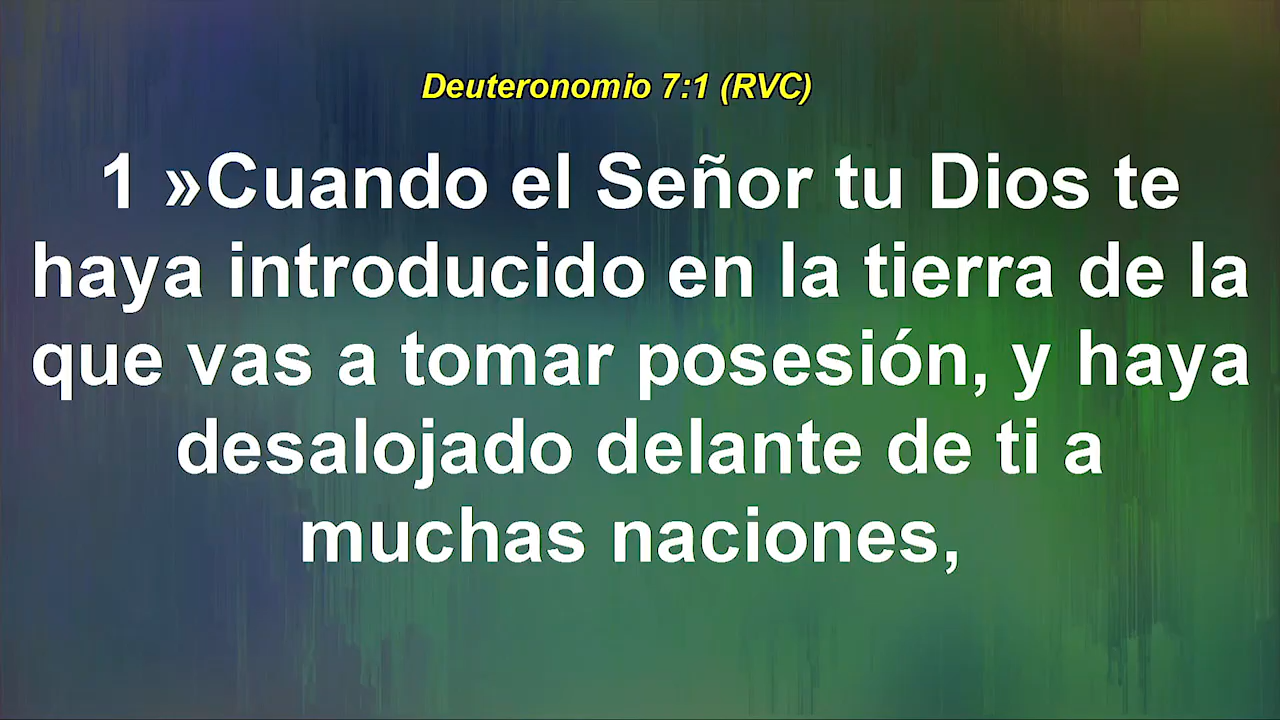 Deuteronomio 7:1 (RVC)
1 »Cuando el Señor tu Dios te
haya introducido en la tierra de la
que vas a tomar posesión, y haya
desalojado delante de ti a
muchas naciones,